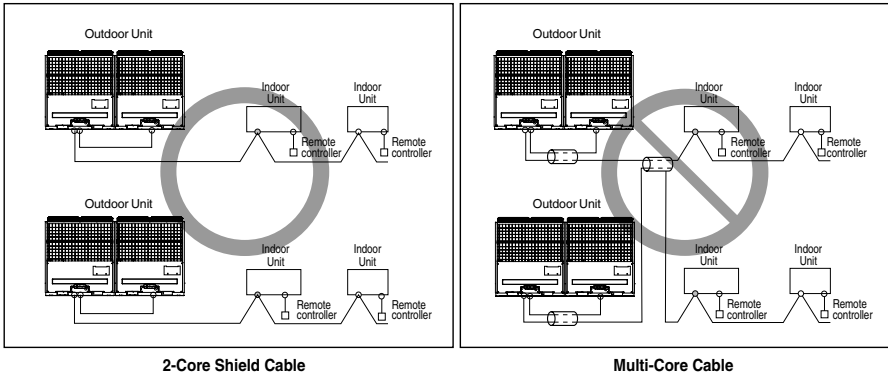 Outdoor Unit
Indoor
Unit
Indoor
Unit
Remote
controller
Remote
controller
Outdoor Unit
Indoor
Unit
Indoor
Unit
Remote
controller
Remote
controller
2-Core Shield Cable
Outdoor Unit
Indoor
Unit
Indoor
Unit
Remote
controller
Remote
controller
Outdoor Unit
Indoor
Unit
Indoor
Unit
Remote
controller
Remote
controller
Multi-Core Cable